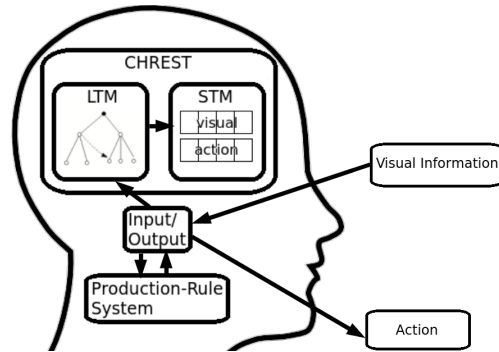 CHREST
LTM
STM
visual
action
Visual Information
Input/
Output
Production-Rule
System
Action